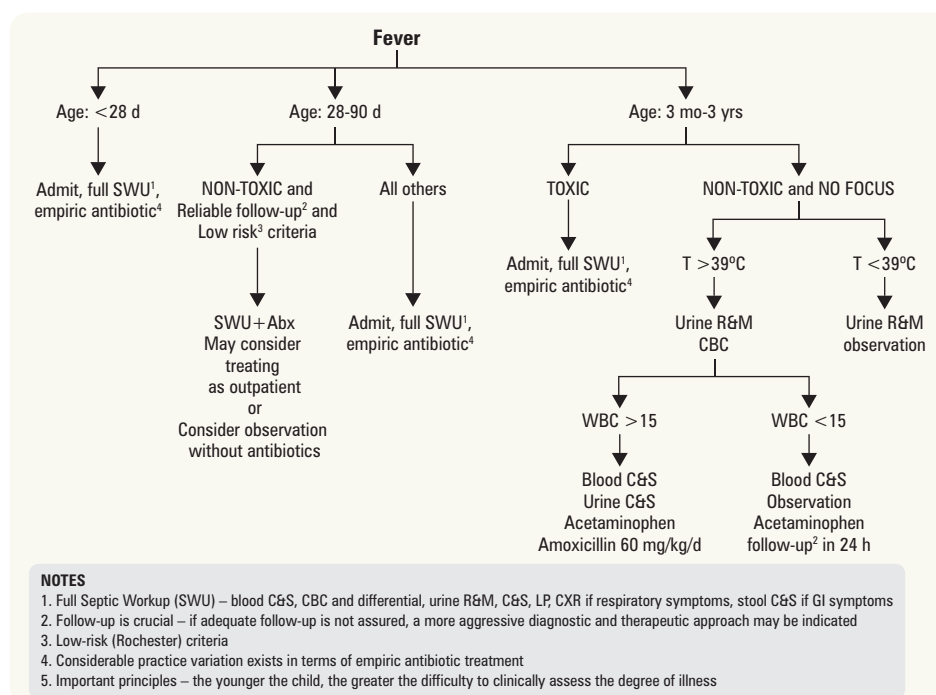 Fever
Age: <28 d
Age: 28-90 d
Age: 3 mo-3 yrs
Admit, full SWU¹,
empiric antibiotic⁴
NON-TOXIC and
Reliable follow-up² and
Low risk³ criteria
All others
TOXIC
NON-TOXIC and NO FOCUS
SWU+Abx
May consider
treating
as outpatient
or
Consider observation
without antibiotics
Admit, full SWU¹,
empiric antibiotic⁴
Admit, full SWU¹,
empiric antibiotic⁴
T >39ºC
T <39ºC
Urine R&M
CBC
Urine R&M
observation
WBC >15
WBC <15
Blood C&S
Urine C&S
Acetaminophen
Amoxicillin 60 mg/kg/d
Blood C&S
Observation
Acetaminophen
follow-up² in 24 h
NOTES
1. Full Septic Workup (SWU) – blood C&S, CBC and differential, urine R&M, C&S, LP, CXR if respiratory symptoms, stool C&S if GI symptoms
2. Follow-up is crucial – if adequate follow-up is not assured, a more aggressive diagnostic and therapeutic approach may be indicated
3. Low-risk (Rochester) criteria
4. Considerable practice variation exists in terms of empiric antibiotic treatment
5. Important principles – the younger the child, the greater the difficulty to clinically assess the degree of illness